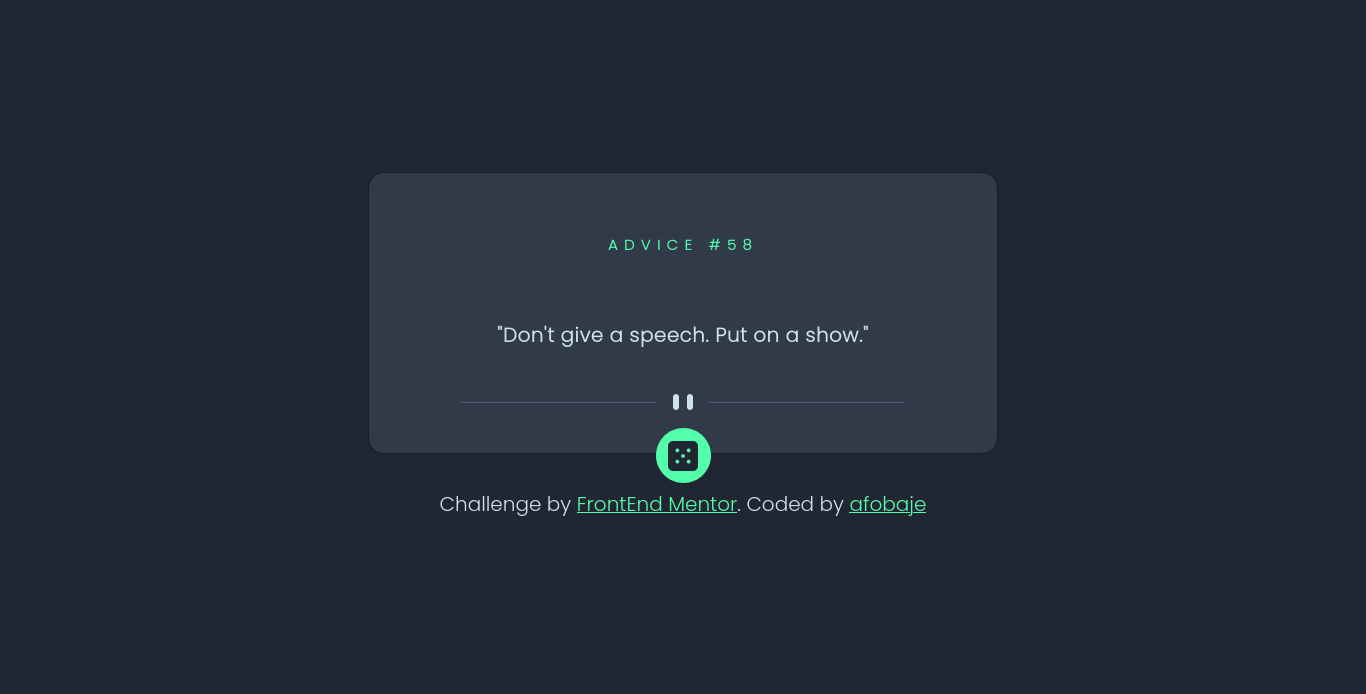 ADVICE #58
"Don't give a speech. Put on a show."
Challenge by FrontEnd Mentor. Coded by afobaje